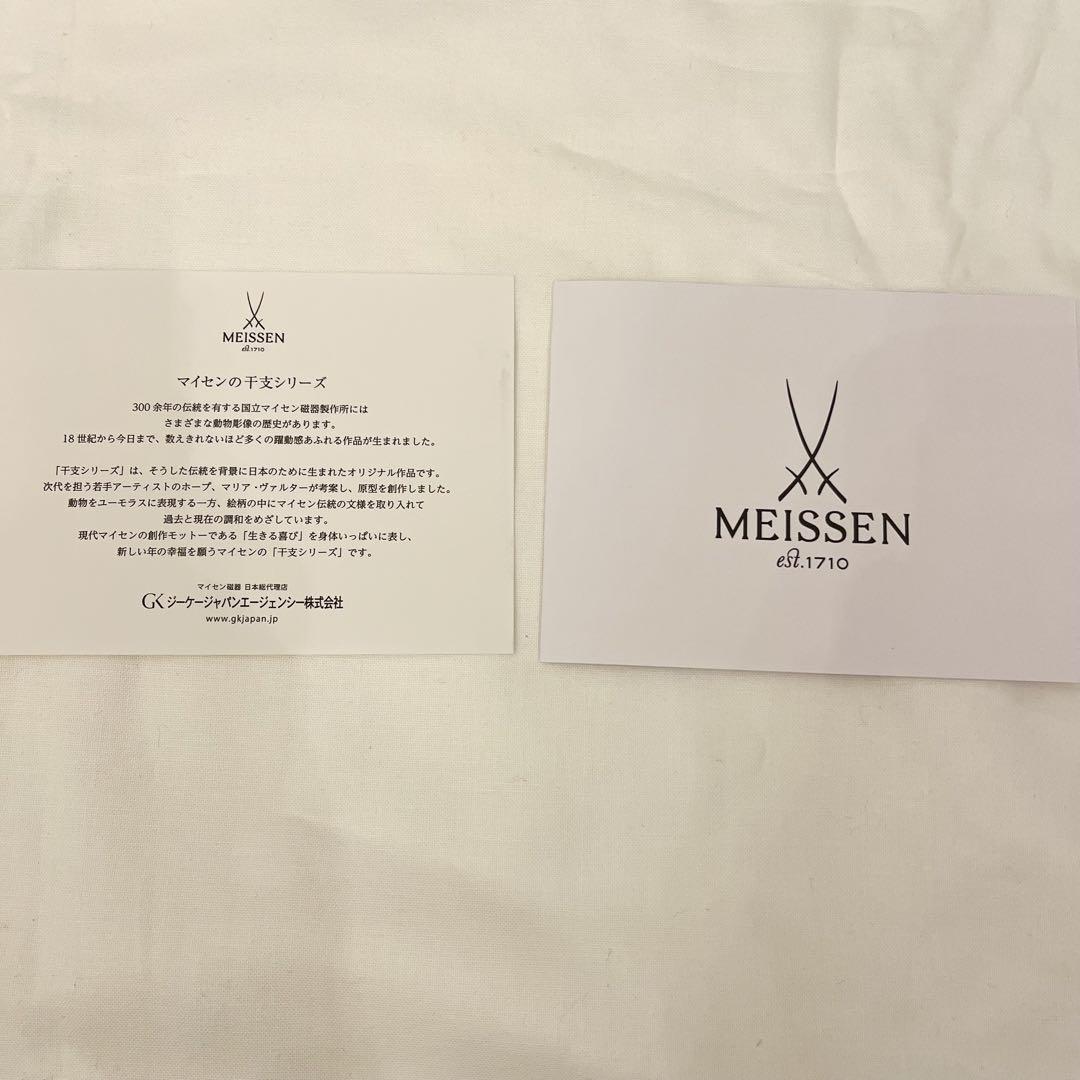 MEISSEN
est.1710
マイセンの干支シリーズ
300余年の伝統を有する国立マイセン磁器製作所には
さまざまな動物彫像の歴史があります。
18世紀から今日まで、数えきれないほど多くの躍動感あふれる作品が生まれました。
「干支シリーズ」は、そうした伝統を背景に日本のために生まれたオリジナル作品です。
次代を担う若手アーティストのホープ、マリア・ヴァルターが考案し、原型を創作しました。
動物をユーモラスに表現する一方、絵柄の中にマイセン伝統の文様を取り入れて
過去と現在の調和をめざしています。
現代マイセンの創作モットーである「生きる喜び」を身体いっぱいに表し、
新しい年の幸福を願うマイセンの「干支シリーズ」です。
マイセン磁器 日本総代理店
GK ジーケージャパンエージェンシー株式会社
www.gkjapan.jp
MEISSEN
est.1710